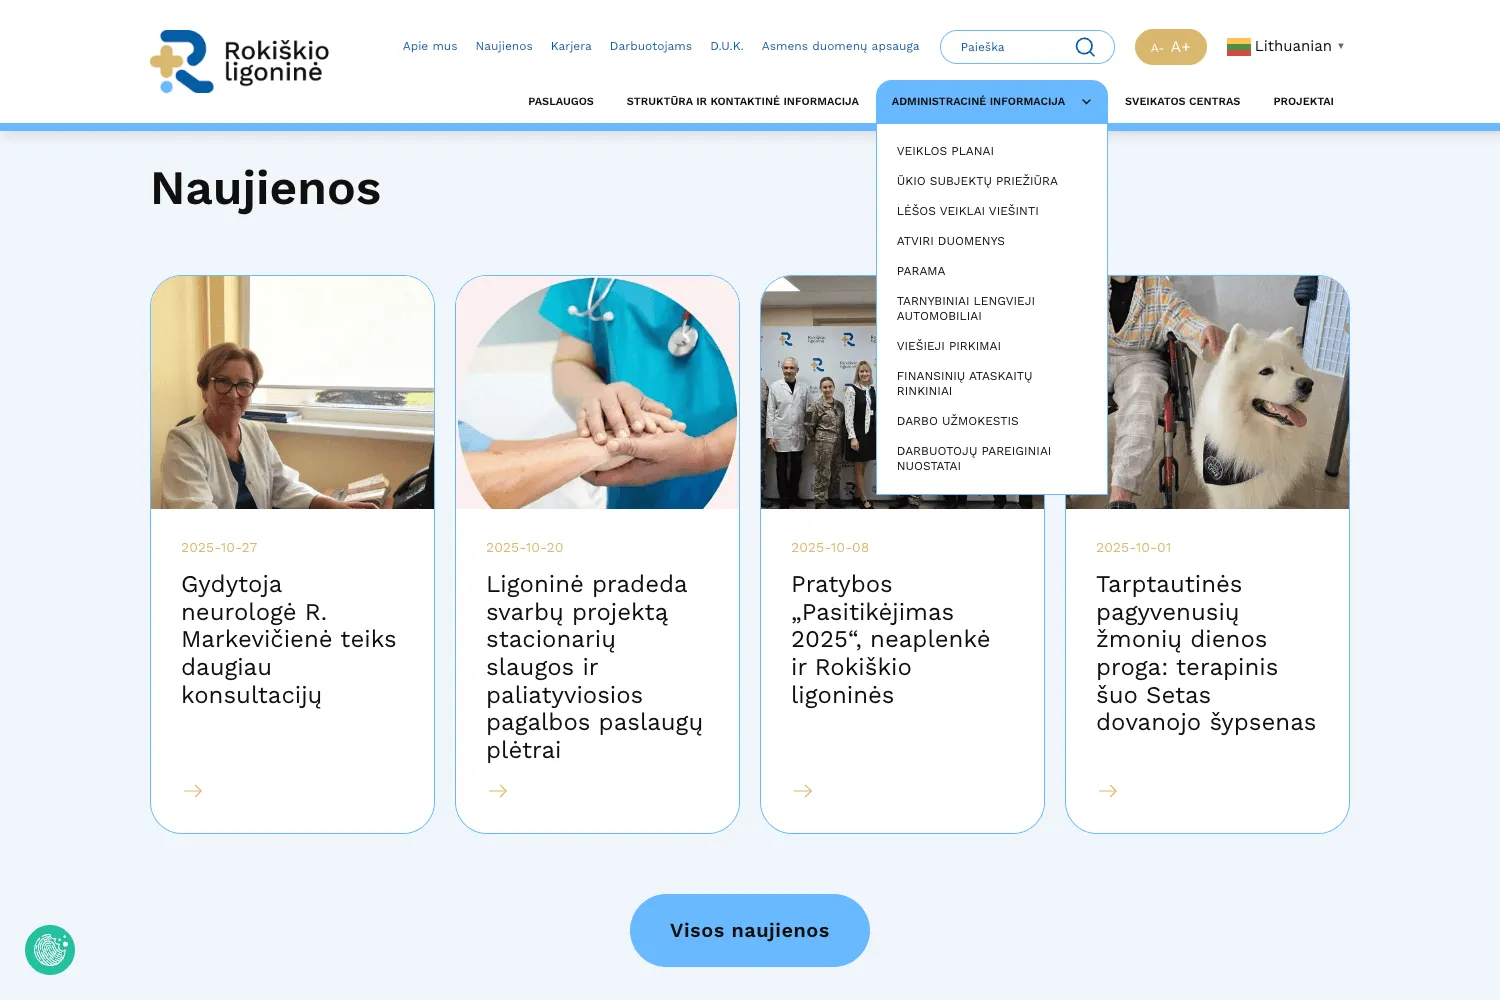 Rokiškio
ligoninė
Apie mus
Naujienos
Karjera
Darbuotojams
D.U.K.
Asmens duomenų apsauga
Paieška
A- A+
Lithuanian ▼
PASLAUGOS
STRUKTŪRA IR KONTAKTINĖ INFORMACIJA
ADMINISTRACINĖ INFORMACIJA
SVEIKATOS CENTRAS
PROJEKTAI
VEIKLOS PLANAI
ŪKIO SUBJEKTŲ PRIEŽIŪRA
LĖŠOS VEIKLAI VIEŠINTI
ATVIRI DUOMENYS
PARAMA
TARNYBINIAI LENGVIEJI
AUTOMOBILIAI
VIEŠIEJI PIRKIMAI
FINANSINIŲ ATASKAITŲ
RINKINIAI
DARBO UŽMOKESTIS
DARBUOTOJŲ PAREIGINIAI
NUOSTATAI
Naujienos
2025-10-27
Gydytoja
neurologė R.
Markevičienė teiks
daugiau
konsultacijų
2025-10-20
Ligoninė pradeda
svarbų projektą
stacionarių
slaugos ir
paliatyviosios
pagalbos paslaugų
plėtrai
2025-10-08
Pratybos
„Pasitikėjimas
2025“, neaplenkė
ir Rokiškio
ligoninės
2025-10-01
Tarptautinės
pagyvenusių
žmonių dienos
proga: terapinis
šuo Setas
dovanojo šypsenas
Visos naujienos